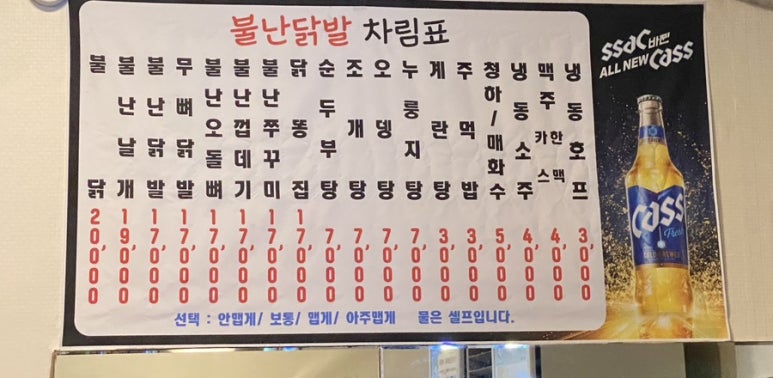 불난닭발 차림표
불닭 20,000
불난날개 19,000
불난닭발 17,000
무뼈닭발 17,000
불난오돌뼈 17,000
불난껍데기 17,000
불난쭈꾸미 17,000
닭똥집 17,000
순두부탕 7,000
조개탕 7,000
오뎅탕 7,000
누룽지탕 7,000
계란탕 3,000
주먹밥 3,000
청하/매화수 5,000
냉동소주 4,000
맥주 카스 한맥 4,000
냉동호프 3,000
선택 : 안맵게/ 보통/ 맵게/ 아주맵게 물은 셀프입니다.
ssac바뀐
ALL NEW Cass
Cass
Fresh